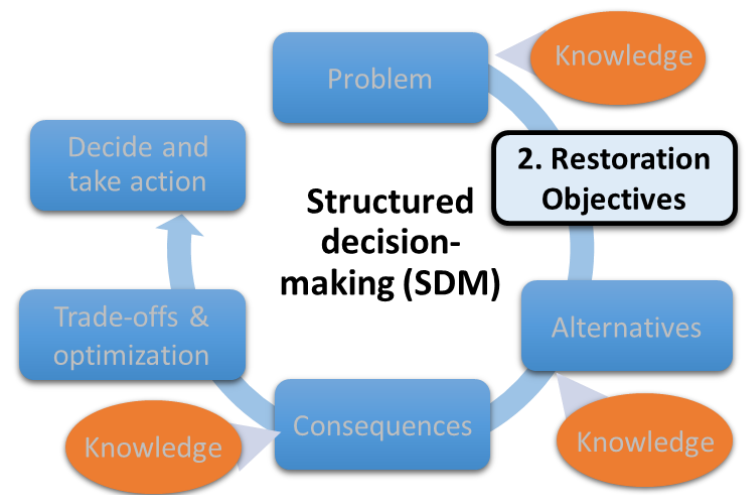 Problem
Knowledge
2. Restoration
Objectives
Decide and
take action
Structured
decision-
making (SDM)
Trade-offs &
optimization
Alternatives
Consequences
Knowledge
Knowledge